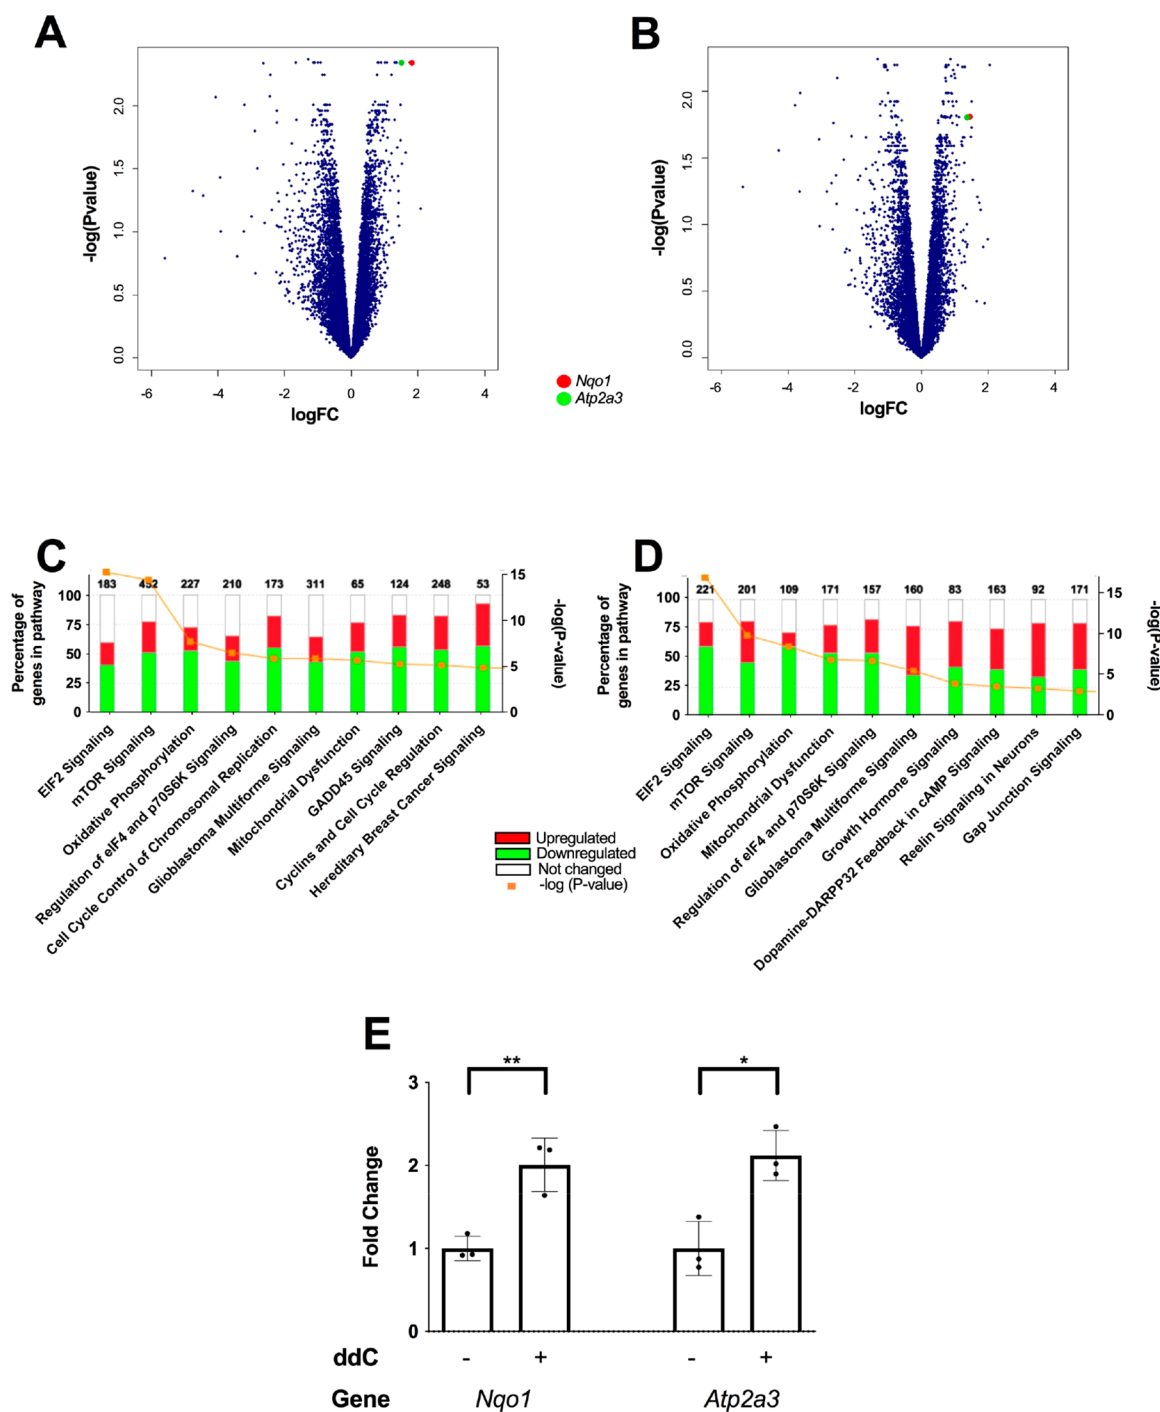 A
B
-log(Pvalue)
2.0
1.5
1.0
0.5
0.0
-6
-4
-2
0
2
4
logFC
-log(Pvalue)
2.0
1.5
1.0
0.5
0.0
-6
-4
-2
0
2
4
logFC
Nqo1
Atp2a3
C
Percentage of
genes in pathway
100
75
50
25
0
183
452
227
210
173
311
65
124
248
53
15
10
5
0
-log(P-value)
EIF2 Signaling
mTOR Signaling
Oxidative Phosphorylation
Regulation of eIF4 and p70S6K Signaling
Cell Cycle Control of Chromosomal Replication
Glioblastoma Multiforme Signaling
Mitochondrial Dysfunction
GADD45 Signaling
Cyclins and Cell Cycle Regulation
Hereditary Breast Cancer Signaling
D
Percentage of
genes in pathway
100
75
50
25
0
221
201
109
171
157
160
83
163
92
171
15
10
5
0
-log(P-value)
EIF2 Signaling
mTOR Signaling
Oxidative Phosphorylation
Mitochondrial Dysfunction
Regulation of eIF4 and p70S6K Signaling
Glioblastoma Multiforme Signaling
Growth Hormone Signaling
Dopamine-DARPP32 Feedback in cAMP Signaling
Reelin Signaling in Neurons
Gap Junction Signaling
Upregulated
Downregulated
Not changed
-log (P-value)
E
**
*
Fold Change
3
2
1
0
ddC - + - +
Gene Nqo1 Atp2a3